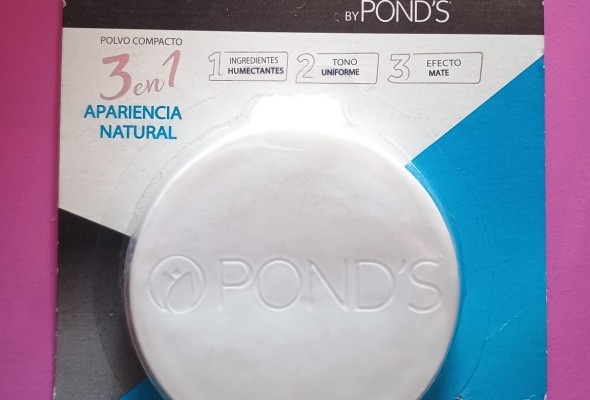 BY POND'S
POLVO COMPACTO
3 en 1
APARIENCIA
NATURAL
1 INGREDIENTES
HUMECTANTES
2 TONO
UNIFORME
3 EFECTO
MATE
POND'S